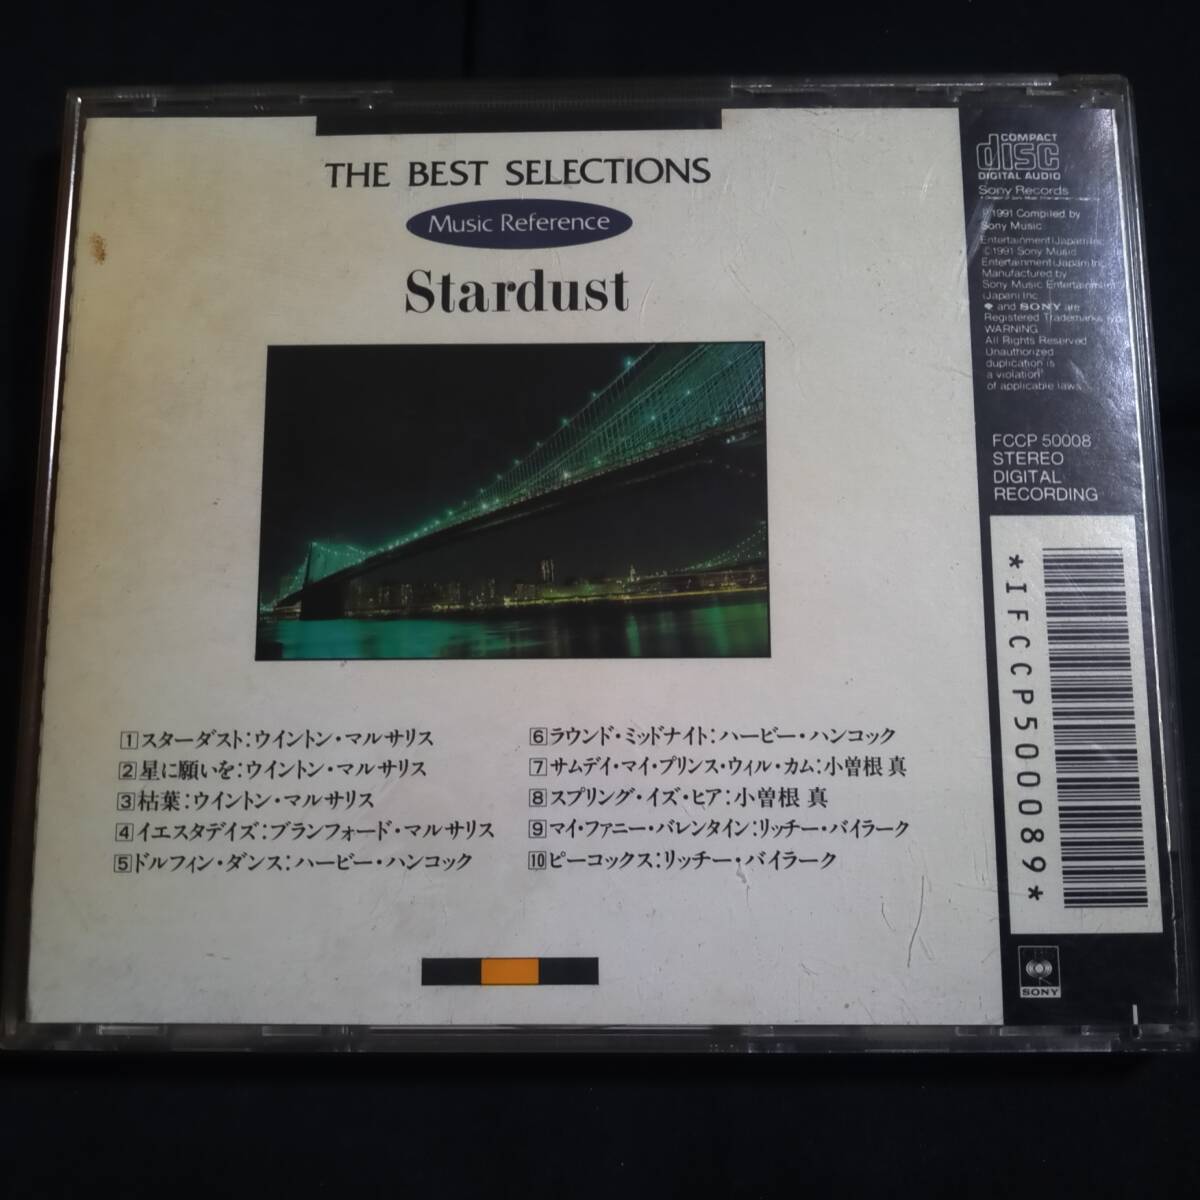 THE BEST SELECTIONS
Music Reference
Stardust
1 スターダスト:ウイントン・マルサリス
2 星に願いを:ウイントン・マルサリス
3 枯葉:ウイントン・マルサリス
4 イエスタデイズ:ブランフォード・マルサリス
5 ドルフィン・ダンス:ハービー・ハンコック
6 ラウンド・ミッドナイト:ハービー・ハンコック
7 サムデイ・マイ・プリンス・ウィル・カム:小曽根 真
8 スプリング・イズ・ヒア:小曽根 真
9 マイ・ファニー・バレンタイン:リッチー・バイラーク
10 ピーコックス:リッチー・バイラーク
COMPACT
disc
DIGITAL AUDIO
Sony Records
℗1991 Compiled by
Sony Music
Entertainment (Japan) Inc.
©1991 Sony Music
Entertainment (Japan) Inc.
Manufactured by
Sony Music Entertainment
(Japan) Inc.
and SONY are
Registered Trademarks
WARNING
All Rights Reserved
Unauthorized
duplication is
a violation
of applicable laws
FCCP 50008
STEREO
DIGITAL
RECORDING
*IFCCP500089*
SONY